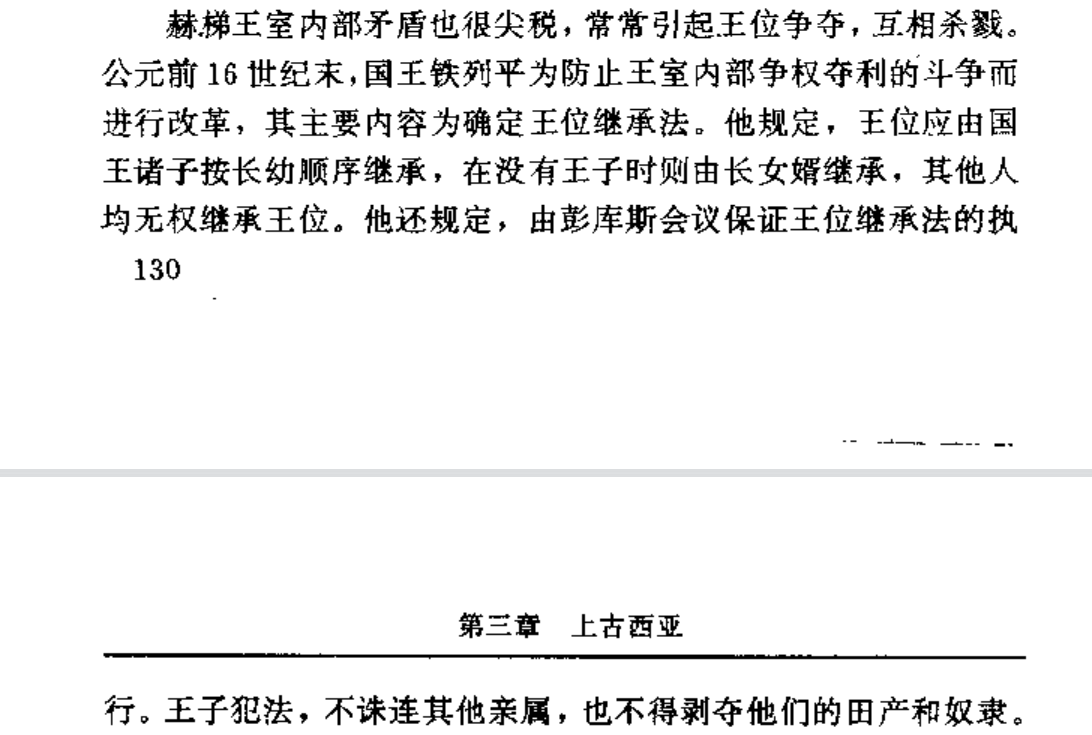 赫梯王室内部矛盾也很尖税，常常引起王位争夺，互相杀戮。
公元前16世纪末，国王铁列平为防止王室内部争权夺利的斗争而
进行改革，其主要内容为确定王位继承法。他规定，王位应由国
王诸子按长幼顺序继承，在没有王子时则由长女婿继承，其他人
均无权继承王位。他还规定，由彭库斯会议保证王位继承法的执
130
第三章 上古西亚
行。王子犯法，不诛连其他亲属，也不得剥夺他们的田产和奴隶。